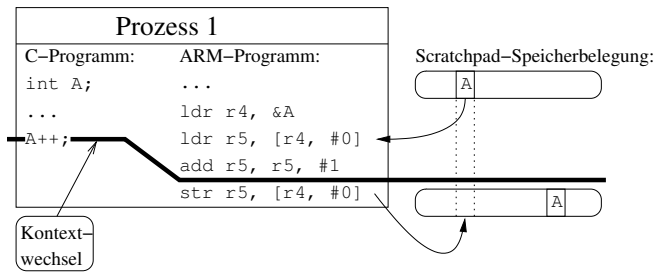 Prozess 1
C−Programm:
ARM−Programm:
Scratchpad−Speicherbelegung:
int A;
...
A
...
ldr r4, &A
A++;
ldr r5, [r4, #0]
add r5, r5, #1
str r5, [r4, #0]
A
Kontext−
wechsel